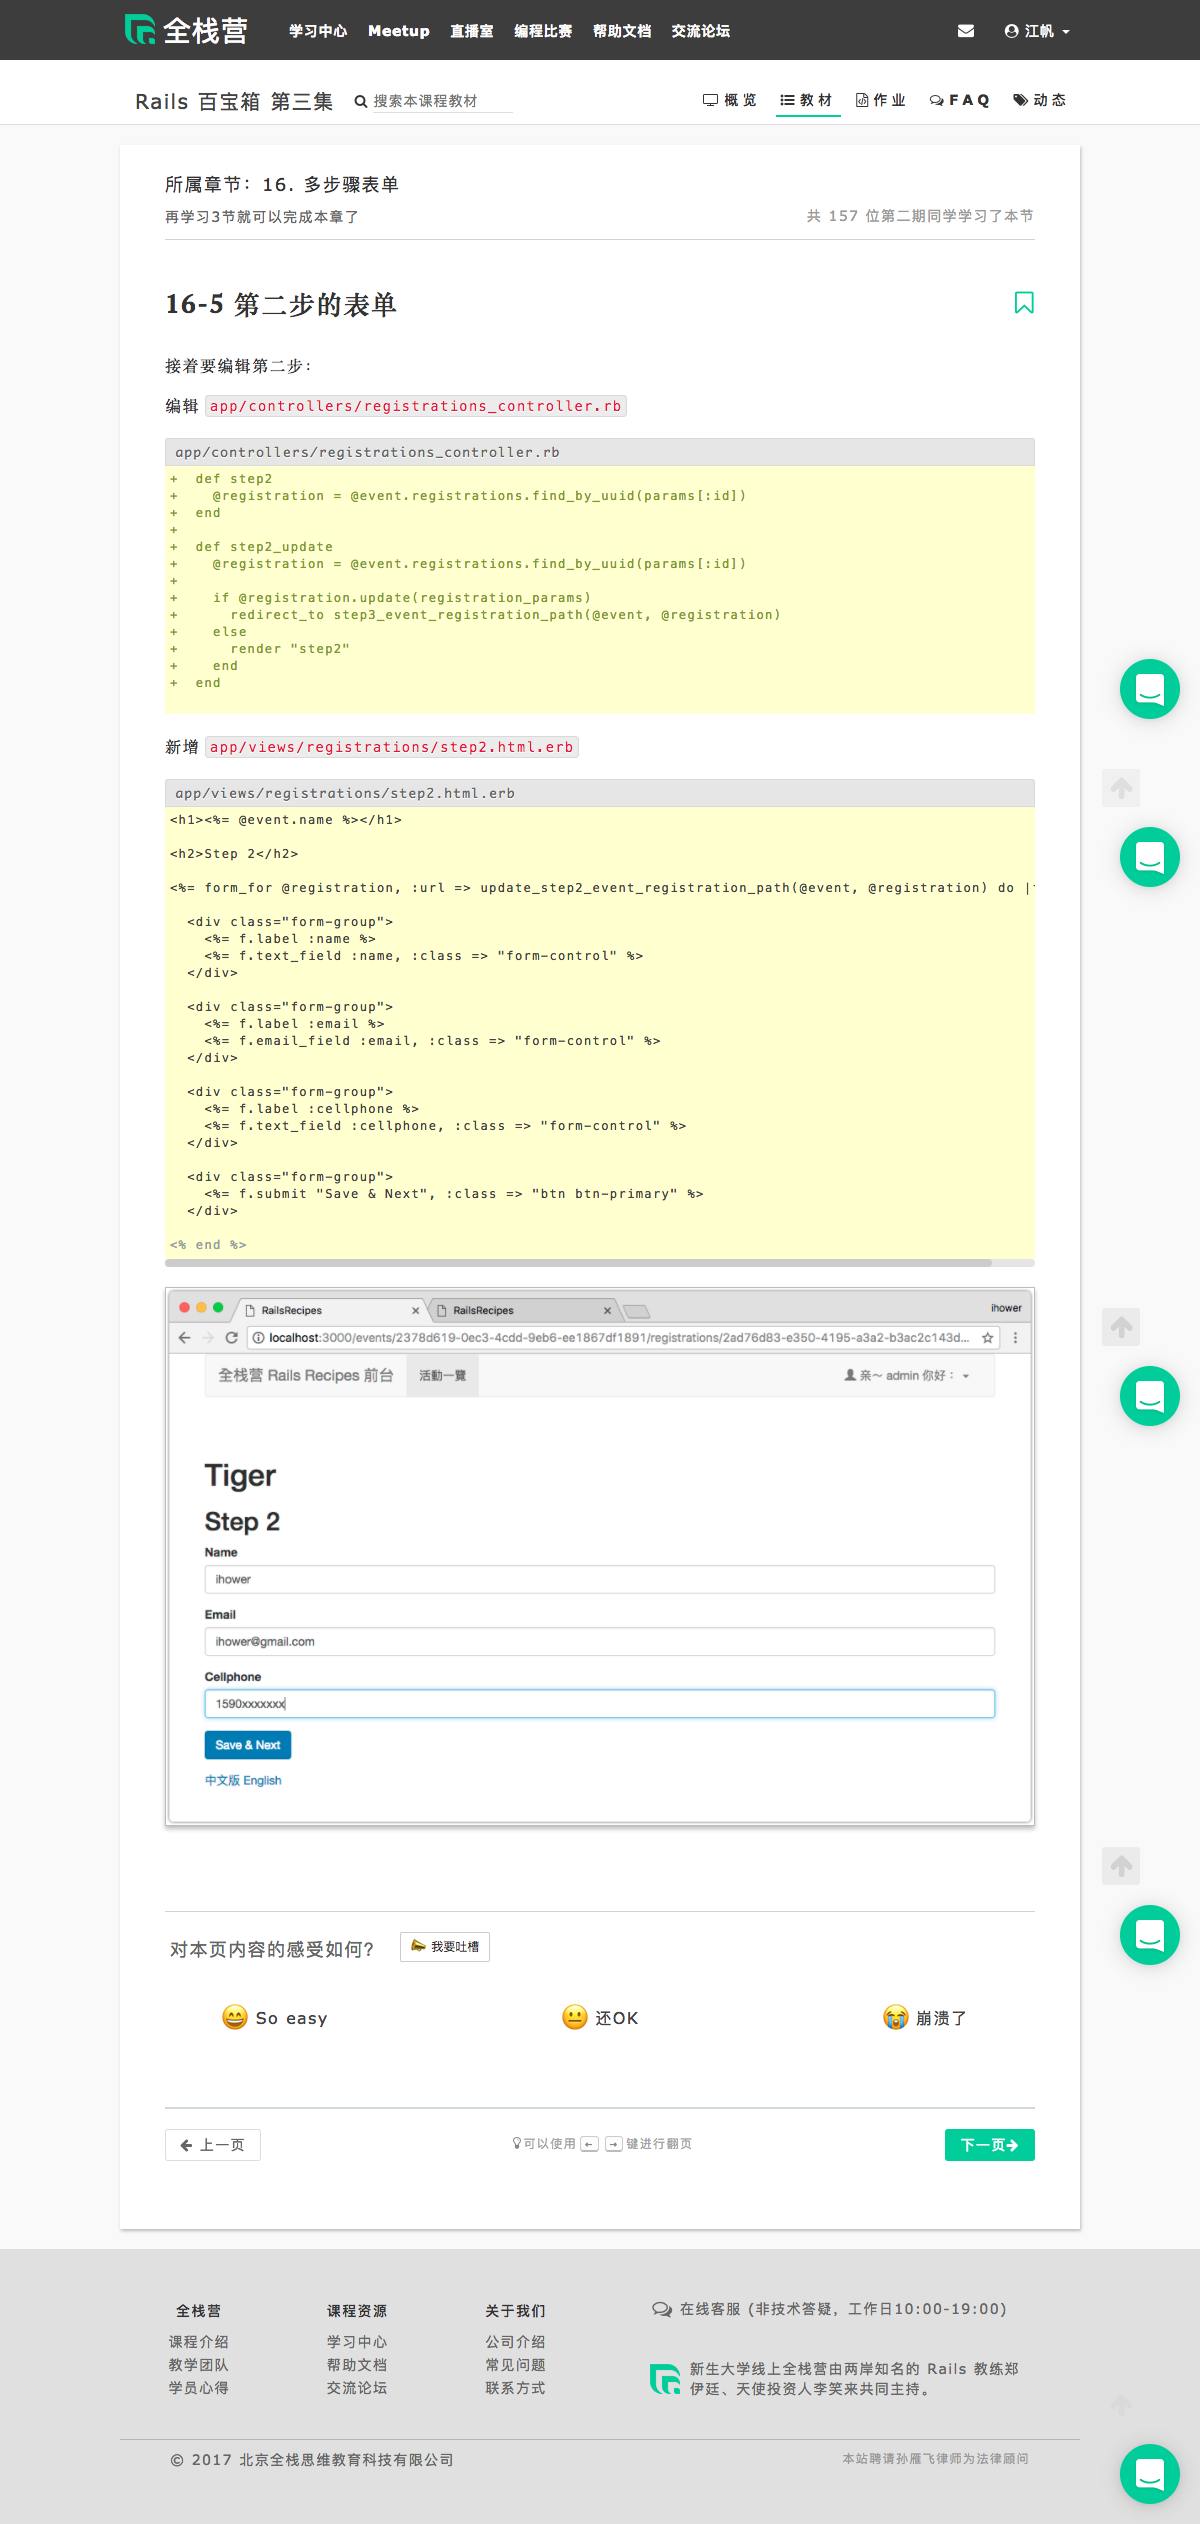 全栈营 学习中心 Meetup 直播室 编程比赛 帮助文档 交流论坛 江帆
Rails 百宝箱 第三集 搜索本课程教材 概览 教材 作业 FAQ 动态
所属章节：16. 多步骤表单
再学习3节就可以完成本章了 共 157 位第二期同学学习了本节
16-5 第二步的表单
接着要编辑第二步：
编辑 app/controllers/registrations_controller.rb
app/controllers/registrations_controller.rb
+  def step2
+    @registration = @event.registrations.find_by_uuid(params[:id])
+  end
+
+  def step2_update
+    @registration = @event.registrations.find_by_uuid(params[:id])
+
+    if @registration.update(registration_params)
+      redirect_to step3_event_registration_path(@event, @registration)
+    else
+      render "step2"
+    end
+  end
新增 app/views/registrations/step2.html.erb
app/views/registrations/step2.html.erb
<h1><%= @event.name %></h1>
<h2>Step 2</h2>
<%= form_for @registration, :url => update_step2_event_registration_path(@event, @registration) do |
  <div class="form-group">
    <%= f.label :name %>
    <%= f.text_field :name, :class => "form-control" %>
  </div>
  <div class="form-group">
    <%= f.label :email %>
    <%= f.email_field :email, :class => "form-control" %>
  </div>
  <div class="form-group">
    <%= f.label :cellphone %>
    <%= f.text_field :cellphone, :class => "form-control" %>
  </div>
  <div class="form-group">
    <%= f.submit "Save & Next", :class => "btn btn-primary" %>
  </div>
<% end %>
RailsRecipes RailsRecipes ihower
localhost:3000/events/2378d619-0ec3-4cdd-9eb6-ee1867df1891/registrations/2ad76d83-e350-4195-a3a2-b3ac2c143d...
全栈营 Rails Recipes 前台 活動一覽 亲～ admin 你好：
Tiger
Step 2
Name
ihower
Email
ihower@gmail.com
Cellphone
1590xxxxxxx
Save & Next
中文版 English
对本页内容的感受如何? 我要吐槽
So easy 还OK 崩溃了
上一页 可以使用 ← → 键进行翻页 下一页
全栈营 课程资源 关于我们 在线客服 (非技术答疑，工作日10:00-19:00)
课程介绍 学习中心 公司介绍
教学团队 帮助文档 常见问题 新生大学线上全栈营由两岸知名的 Rails 教练郑
学员心得 交流论坛 联系方式 伊廷、天使投资人李笑来共同主持。
© 2017 北京全栈思维教育科技有限公司 本站聘请孙雁飞律师为法律顾问